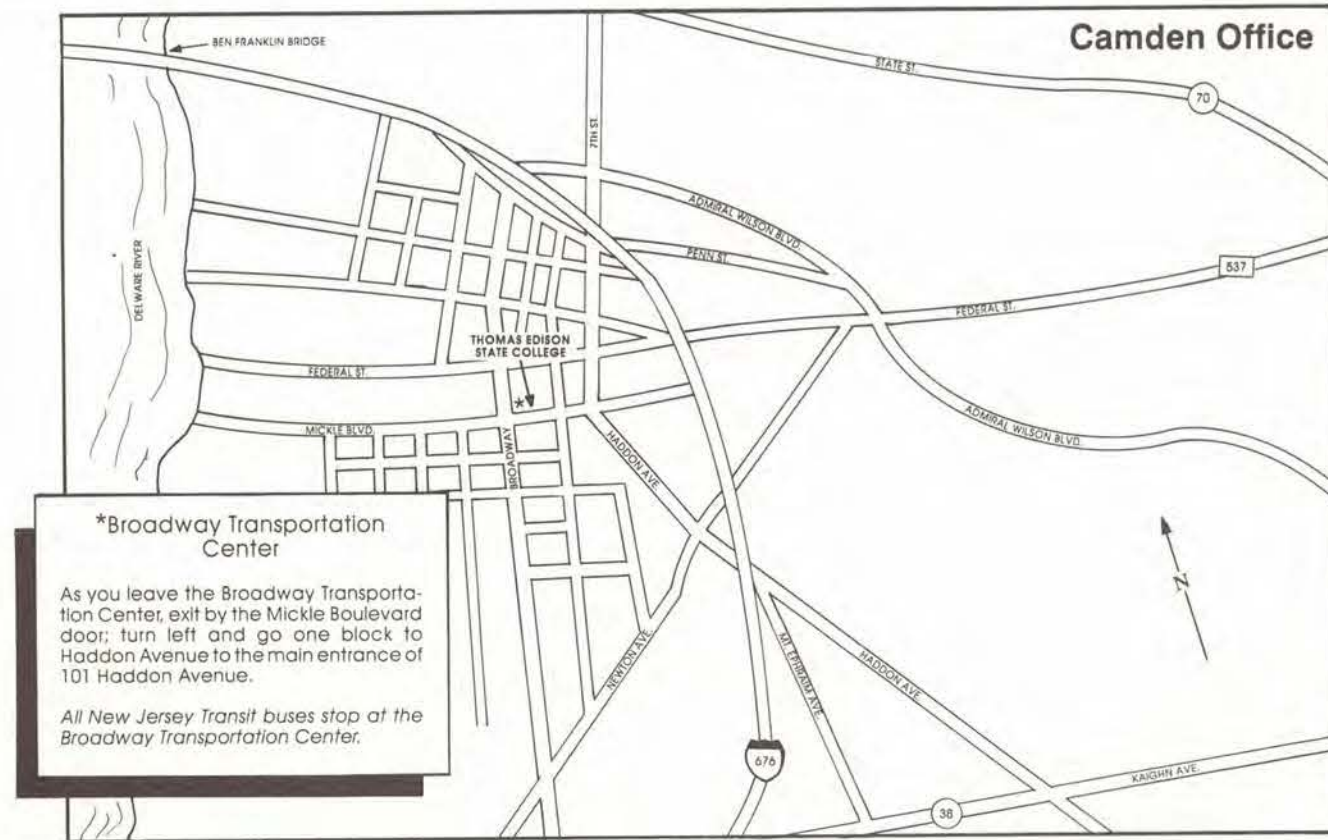 Camden Office
BEN FRANKLIN BRIDGE
STATE ST.
70
7TH ST.
ADMIRAL WILSON BLVD.
PENN ST.
537
DELWARE RIVER
FEDERAL ST.
THOMAS EDISON
STATE COLLEGE
FEDERAL ST.
*
MICKLE BLVD.
BROADWAY
HADDON AVE.
ADMIRAL WILSON BLVD.
*Broadway Transportation
Center
As you leave the Broadway Transporta-
tion Center, exit by the Mickle Boulevard
door; turn left and go one block to
Haddon Avenue to the main entrance of
101 Haddon Avenue.
All New Jersey Transit buses stop at the
Broadway Transportation Center.
N
NEWTON AVE.
MT. EPHRAIM AVE.
HADDON AVE.
676
KAIGHN AVE.
38